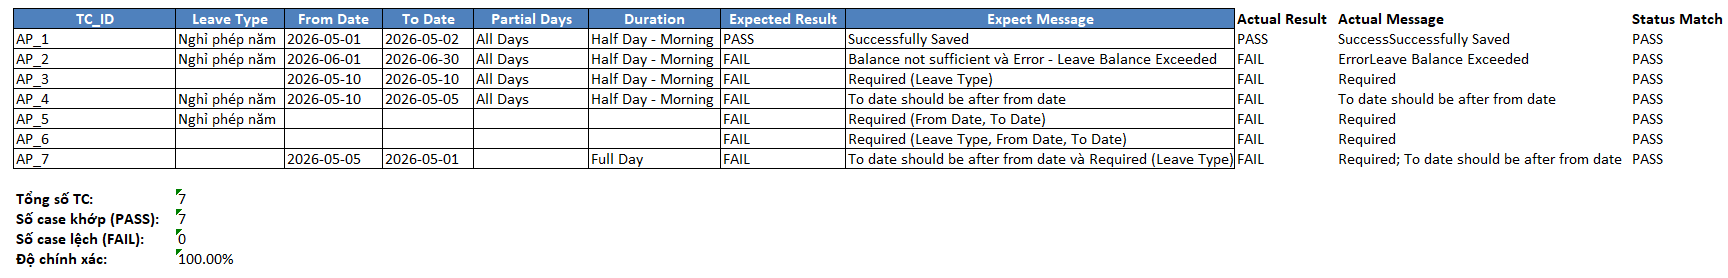 TC_ID Leave Type From Date To Date Partial Days Duration Expected Result Expect Message Actual Result Actual Message Status Match
AP_1 Nghỉ phép năm 2026-05-01 2026-05-02 All Days Half Day - Morning PASS Successfully Saved PASS SuccessSuccessfully Saved PASS
AP_2 Nghỉ phép năm 2026-06-01 2026-06-30 All Days Half Day - Morning FAIL Balance not sufficient và Error - Leave Balance Exceeded FAIL ErrorLeave Balance Exceeded PASS
AP_3 2026-05-10 2026-05-10 All Days Half Day - Morning FAIL Required (Leave Type) FAIL Required PASS
AP_4 Nghỉ phép năm 2026-05-10 2026-05-05 All Days Half Day - Morning FAIL To date should be after from date FAIL To date should be after from date PASS
AP_5 Nghỉ phép năm FAIL Required (From Date, To Date) FAIL Required PASS
AP_6 FAIL Required (Leave Type, From Date, To Date) FAIL Required PASS
AP_7 2026-05-05 2026-05-01 Full Day FAIL To date should be after from date và Required (Leave Type) FAIL Required; To date should be after from date PASS
Tổng số TC: 7
Số case khớp (PASS): 7
Số case lệch (FAIL): 0
Độ chính xác: 100.00%